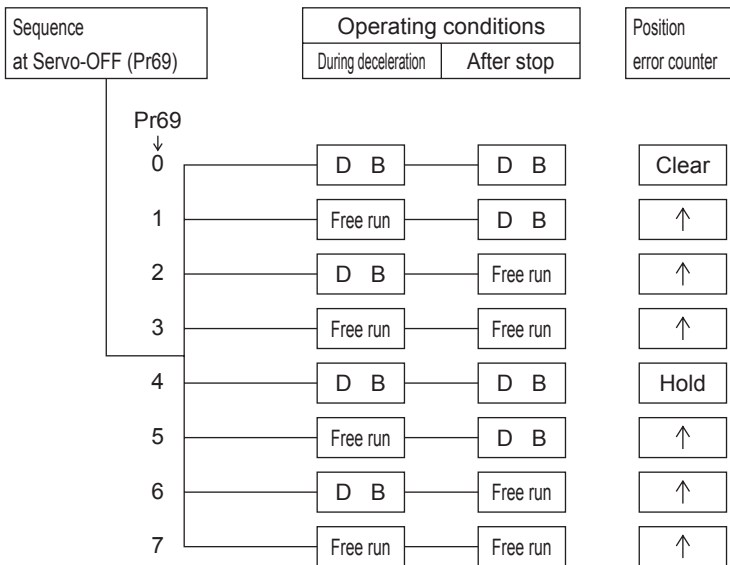 Sequence
at Servo-OFF (Pr69)
Operating conditions
During deceleration After stop
Position
error counter
Pr69
↓
0 D B D B Clear
1 Free run D B ↑
2 D B Free run ↑
3 Free run Free run ↑
4 D B D B Hold
5 Free run D B ↑
6 D B Free run ↑
7 Free run Free run ↑